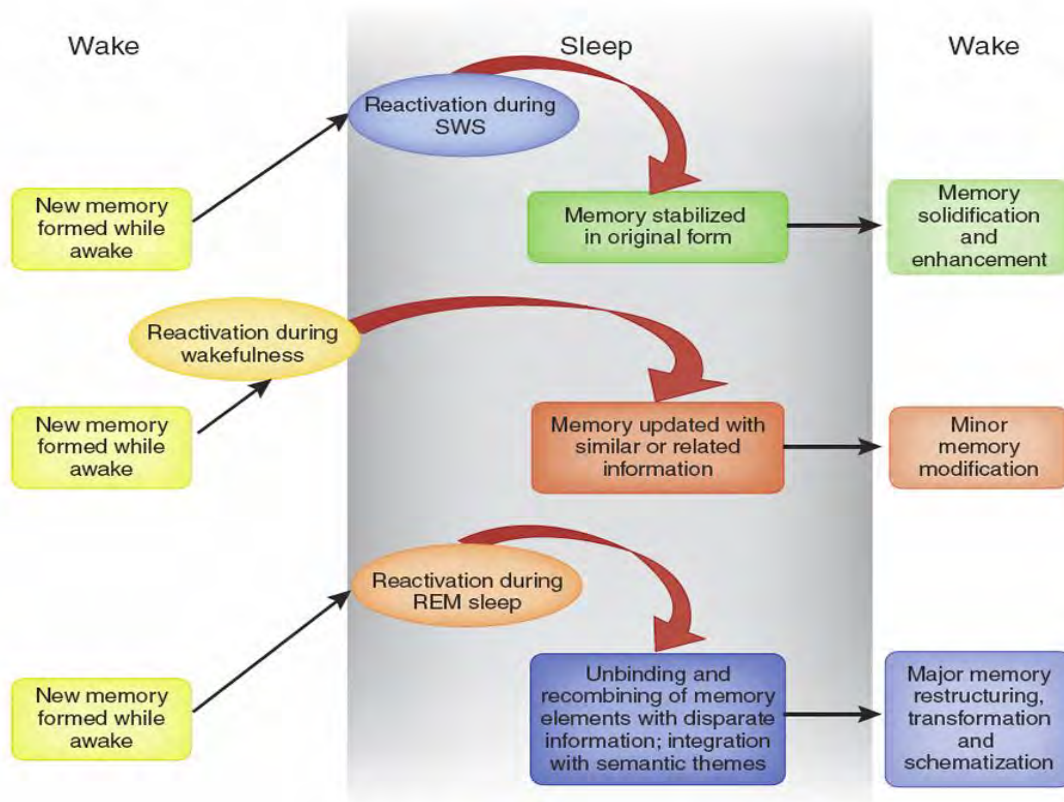 Wake
Sleep
Wake
Reactivation during
SWS
New memory
formed while
awake
Memory stabilized
in original form
Memory
solidification
and
enhancement
Reactivation during
wakefulness
New memory
formed while
awake
Memory updated with
similar or related
information
Minor
memory
modification
Reactivation during
REM sleep
New memory
formed while
awake
Unbinding and
recombining of memory
elements with disparate
information; integration
with semantic themes
Major memory
restructuring,
transformation
and
schematization